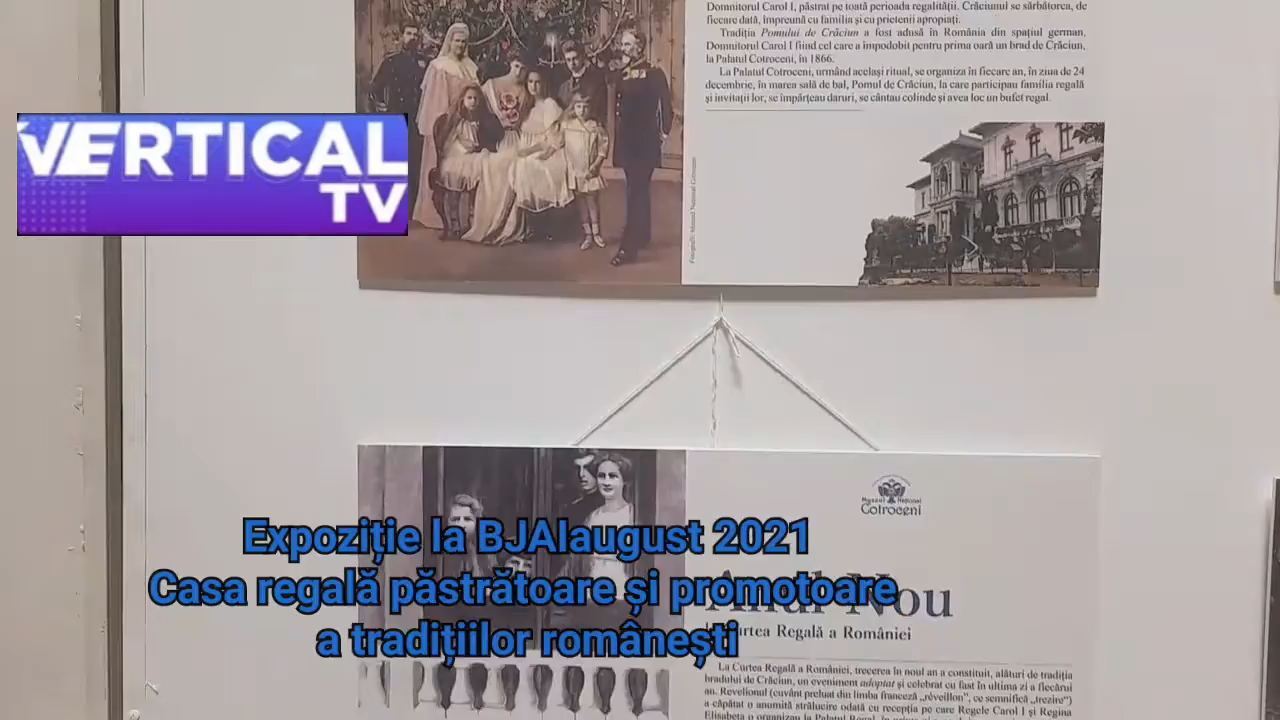 Domnitorul Carol I, păstrat pe toată perioada regalității. Crăciunul se sărbătorea, de
fiecare dată, împreună cu familia și cu prietenii apropiați.
Tradiția Pomului de Crăciun a fost adusă în România din spațiul german,
Domnitorul Carol I fiind cel care a împodobit pentru prima oară un brad de Crăciun,
la Palatul Cotroceni, în 1866.
La Palatul Cotroceni, urmând același ritual, se organiza în fiecare an, în ziua de 24
decembrie, în marea sală de bal, Pomul de Crăciun, la care participau familia regală
și invitații lor, se împărțeau daruri, se cântau colinde și avea loc un bufet regal.
VERTICAL
TV
Fotografii: Muzeul Național Cotroceni
Muzeul Național
Cotroceni
Expoziție la BJAIaugust 2021
Casa regală păstrătoare și promotoare
a tradițiilor românești
Anul Nou
Curtea Regală a României
La Curtea Regală a României, trecerea în noul an a constituit, alături de tradiția
bradului de Crăciun, un eveniment adoptat și celebrat cu fast în ultima zi a fiecărui
an. Revelionul (cuvânt preluat din limba franceză „réveillon”, ce semnifică „trezire”)
a căpătat o anumită strălucire odată cu recepția pe care Regele Carol I și Regina
Elisabeta o organizau la Palatul Regal, în